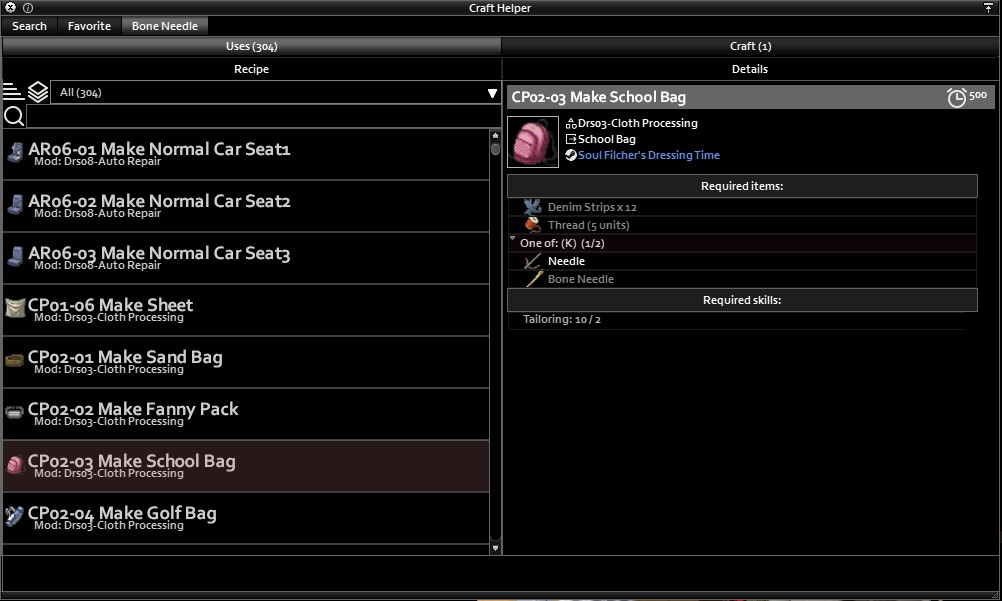 Craft Helper
Search
Favorite
Bone Needle
Uses (304)
Craft (1)
Recipe
Details
All (304)
AR06-01 Make Normal Car Seat1
Mod: Drs08-Auto Repair
AR06-02 Make Normal Car Seat2
Mod: Drs08-Auto Repair
AR06-03 Make Normal Car Seat3
Mod: Drs08-Auto Repair
CP01-06 Make Sheet
Mod: Drs03-Cloth Processing
CP02-01 Make Sand Bag
Mod: Drs03-Cloth Processing
CP02-02 Make Fanny Pack
Mod: Drs03-Cloth Processing
CP02-03 Make School Bag
Mod: Drs03-Cloth Processing
CP02-04 Make Golf Bag
Mod: Drs03-Cloth Processing
CP02-03 Make School Bag
500
Drs03-Cloth Processing
School Bag
Soul Filcher's Dressing Time
Required items:
Denim Strips x 12
Thread (5 units)
One of: (K) (1/2)
Needle
Bone Needle
Required skills:
Tailoring: 10 / 2